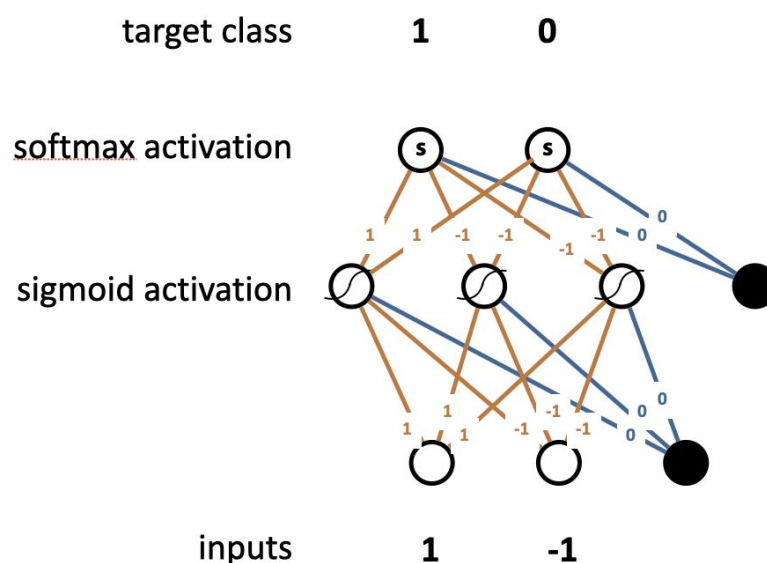 target class 1 0
softmax activation s s
0
1 1 -1 -1 -1 -1 0
sigmoid activation
0
1 -1 0
1 1 -1 -1 0
inputs 1 -1